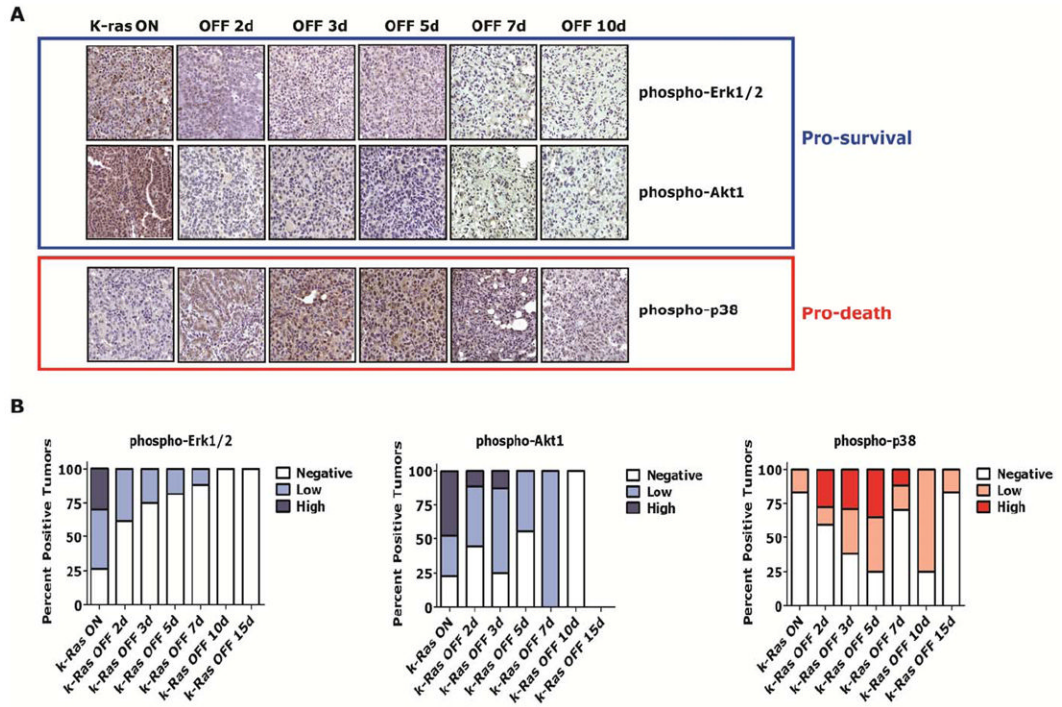 A
K-ras ON OFF 2d OFF 3d OFF 5d OFF 7d OFF 10d
phospho-Erk1/2
phospho-Akt1
Pro-survival
phospho-p38
Pro-death
B
phospho-Erk1/2
Percent Positive Tumors
100
75
50
25
0
Negative
Low
High
k-Ras ON
k-Ras OFF 2d
k-Ras OFF 3d
k-Ras OFF 5d
k-Ras OFF 7d
k-Ras OFF 10d
k-Ras OFF 15d
phospho-Akt1
Percent Positive Tumors
100
75
50
25
0
Negative
Low
High
k-Ras ON
k-Ras OFF 2d
k-Ras OFF 3d
k-Ras OFF 5d
k-Ras OFF 7d
k-Ras OFF 10d
k-Ras OFF 15d
phospho-p38
Percent Positive Tumors
100
75
50
25
0
Negative
Low
High
k-Ras ON
k-Ras OFF 2d
k-Ras OFF 3d
k-Ras OFF 5d
k-Ras OFF 7d
k-Ras OFF 10d
k-Ras OFF 15d